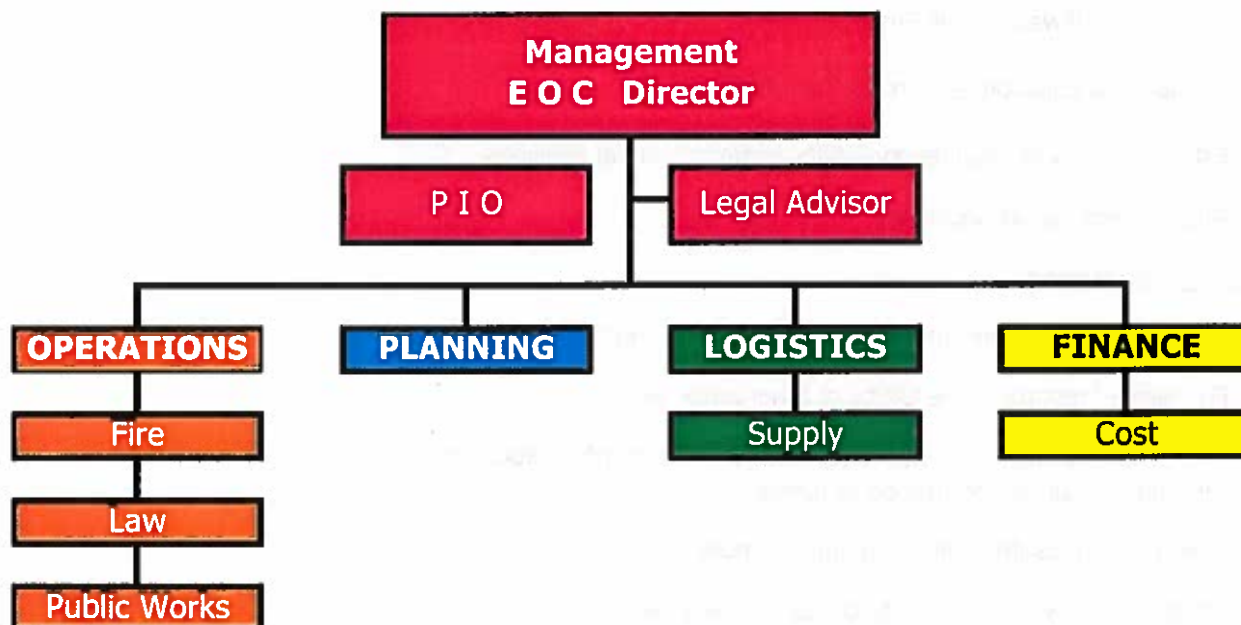 Management
E O C Director
P I O
Legal Advisor
OPERATIONS
PLANNING
LOGISTICS
FINANCE
Fire
Supply
Cost
Law
Public Works